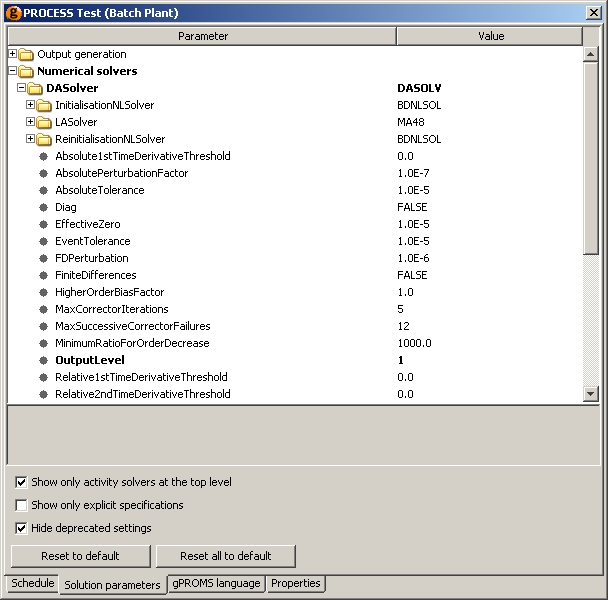 PROCESS Test (Batch Plant)
Parameter Value
Output generation
Numerical solvers
DASolver DASOLV
InitialisationNLSolver BDNLSOL
LASolver MA48
ReinitialisationNLSolver BDNLSOL
Absolute1stTimeDerivativeThreshold 0.0
AbsolutePerturbationFactor 1.0E-7
AbsoluteTolerance 1.0E-5
Diag FALSE
EffectiveZero 1.0E-5
EventTolerance 1.0E-5
FDPerturbation 1.0E-6
FiniteDifferences FALSE
HigherOrderBiasFactor 1.0
MaxCorrectorIterations 5
MaxSuccessiveCorrectorFailures 12
MinimumRatioForOrderDecrease 1000.0
OutputLevel 1
Relative1stTimeDerivativeThreshold 0.0
Relative2ndTimeDerivativeThreshold 0.0
Show only activity solvers at the top level
Show only explicit specifications
Hide deprecated settings
Reset to default Reset all to default
Schedule Solution parameters gPROMS language Properties